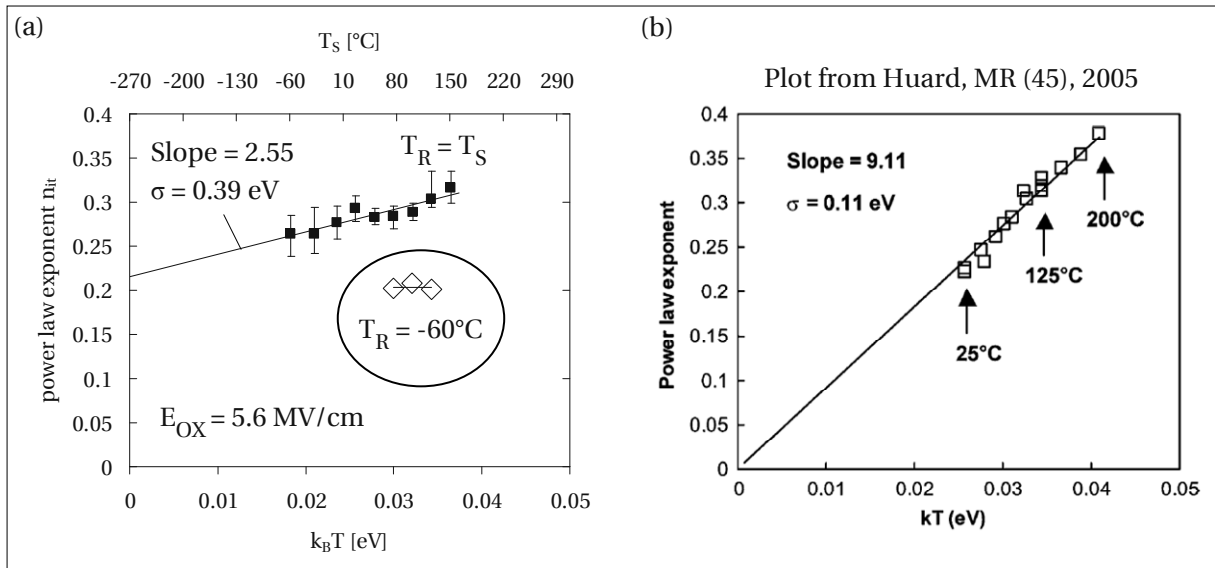 (a)
T_S [°C]
-270 -200 -130 -60 10 80 150 220 290
0.4
0.35
0.3
0.25
0.2
0.15
0.1
0.05
0
power law exponent n_it
Slope = 2.55
σ = 0.39 eV
T_R = T_S
T_R = -60°C
E_OX = 5.6 MV/cm
0 0.01 0.02 0.03 0.04 0.05
k_BT [eV]
(b)
Plot from Huard, MR (45), 2005
0.4
0.35
0.3
0.25
0.2
0.15
0.1
0.05
0
Power law exponent
Slope = 9.11
σ = 0.11 eV
200°C
125°C
25°C
0 0.01 0.02 0.03 0.04 0.05
kT (eV)